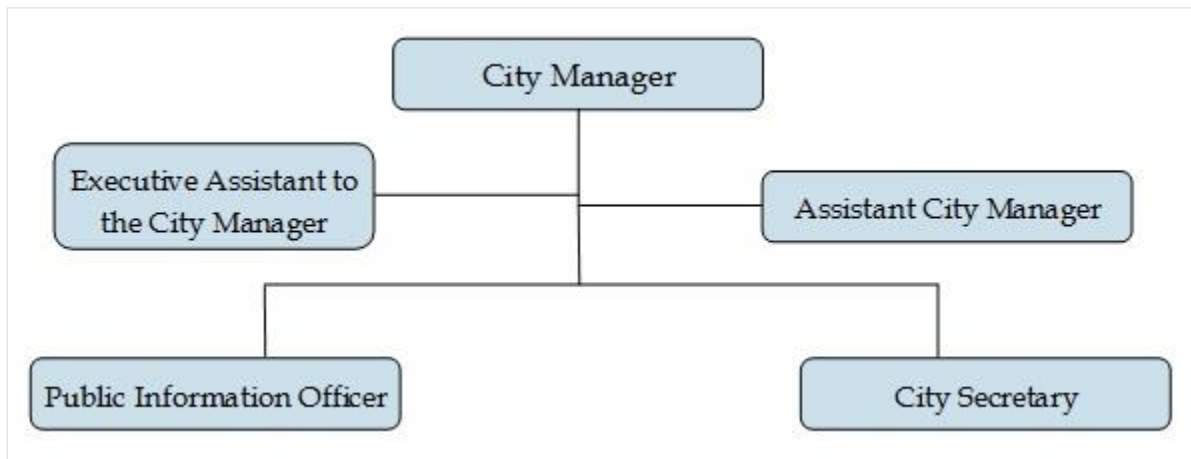 City Manager
Executive Assistant to
the City Manager
Assistant City Manager
Public Information Officer
City Secretary